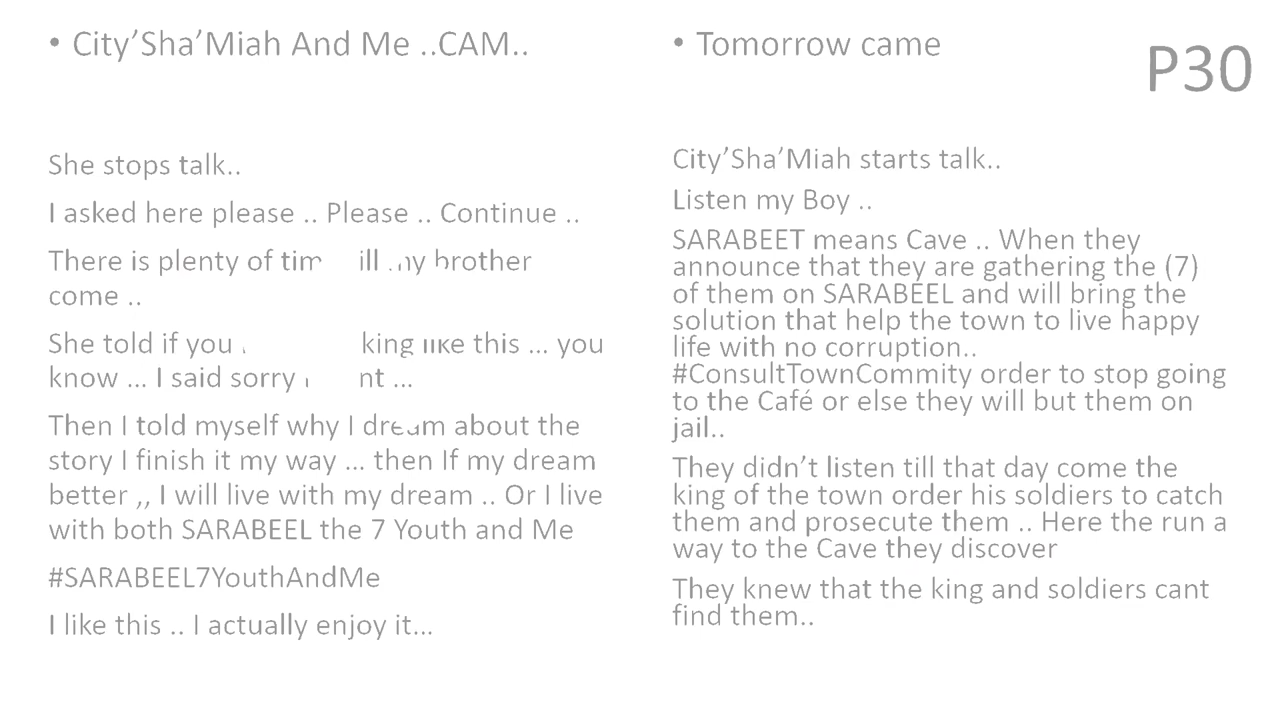 • City’Sha’Miah And Me ..CAM..
She stops talk..
I asked here please .. Please .. Continue ..
There is plenty of brother
come ..
She told if you like this ... you
know ... I said sorry ...
Then I told myself why I dream about the
story I finish it my way ... then If my dream
better ,, I will live with my dream .. Or I live
with both SARABEEL the 7 Youth and Me
#SARABEEL7YouthAndMe
I like this .. I actually enjoy it...
• Tomorrow came
P30
City’Sha’Miah starts talk..
Listen my Boy ..
SARABEET means Cave .. When they
announce that they are gathering the (7)
of them on SARABEEL and will bring the
solution that help the town to live happy
life with no corruption..
#ConsultTownCommity order to stop going
to the Café or else they will but them on
jail..
They didn’t listen till that day come the
king of the town order his soldiers to catch
them and prosecute them .. Here the run a
way to the Cave they discover
They knew that the king and soldiers cant
find them..